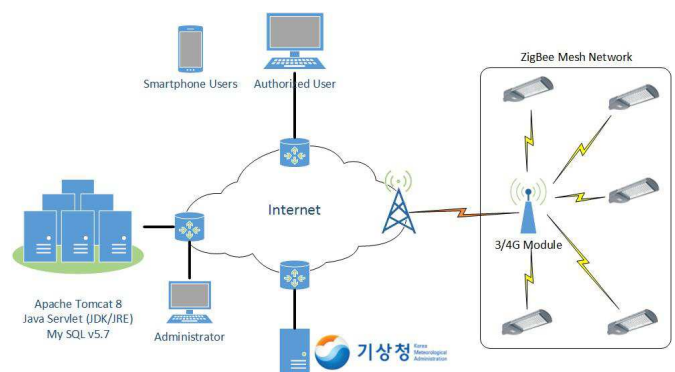 ZigBee Mesh Network
Smartphone Users
Authorized User
Internet
3/4G Module
Apache Tomcat 8
Java Servlet (JDK/JRE)
My SQL v5.7
Administrator
기상청
Korea
Meteorological
Administration